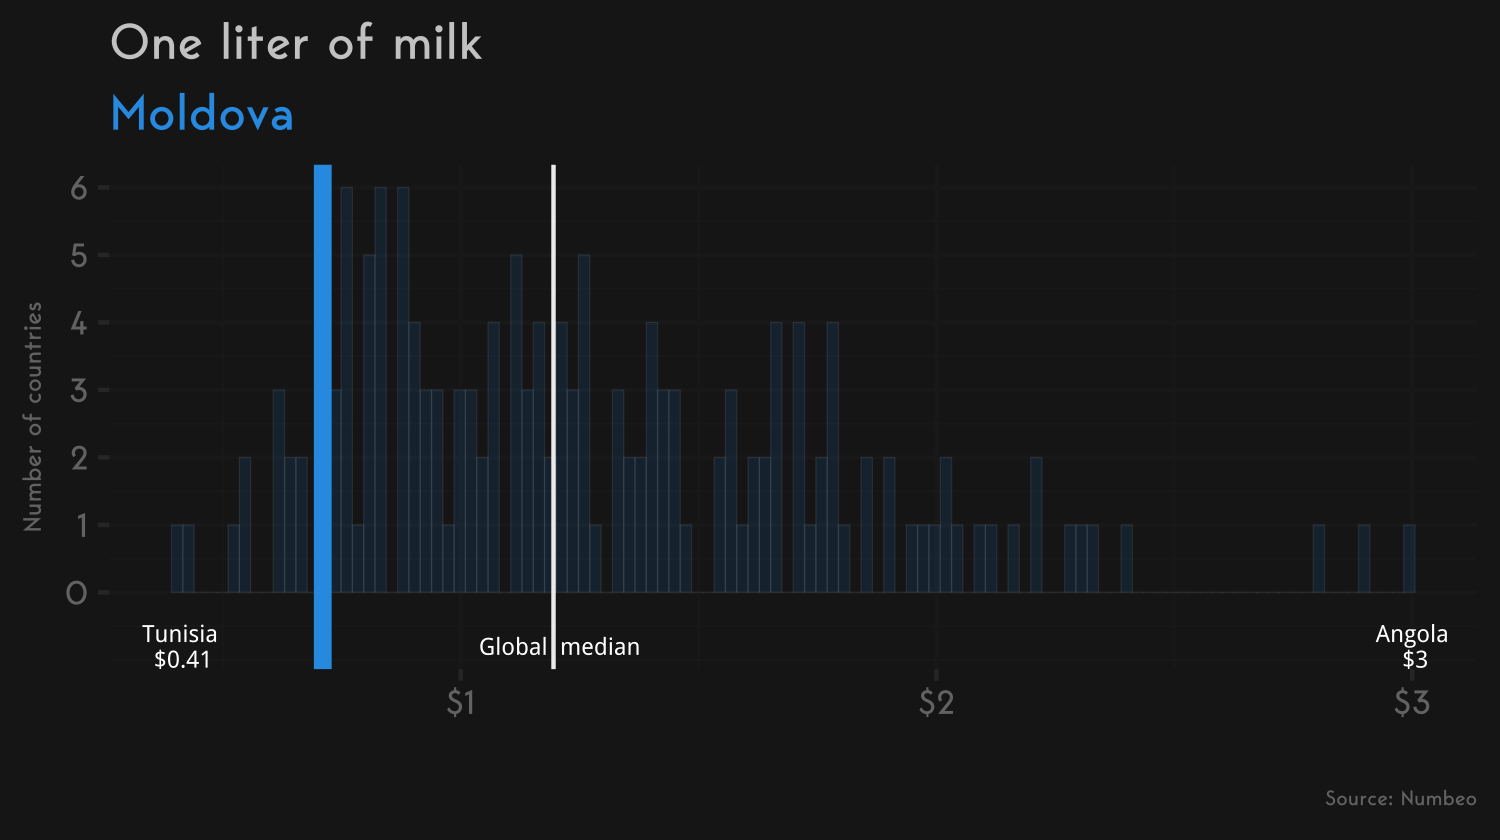 One liter of milk
Moldova
Number of countries
6
5
4
3
2
1
0
Tunisia
$0.41
Global median
Angola
$3
$1
$2
$3
Source: Numbeo